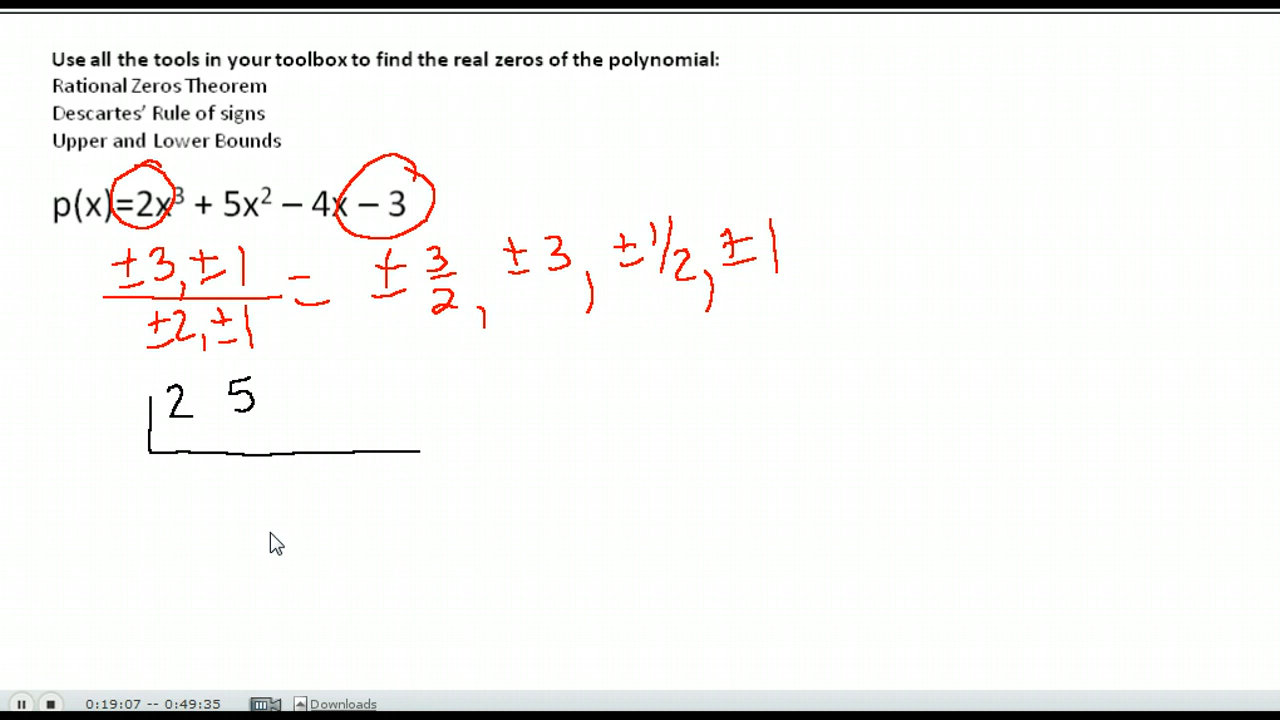 Use all the tools in your toolbox to find the real zeros of the polynomial:
Rational Zeros Theorem
Descartes' Rule of signs
Upper and Lower Bounds
p(x)=2x³ + 5x² – 4x – 3
±3, ±1 = ± 3/2, ± 3, ± 1/2, ± 1
±2, ±1
2 5
0:19:07 -- 0:49:35 Downloads